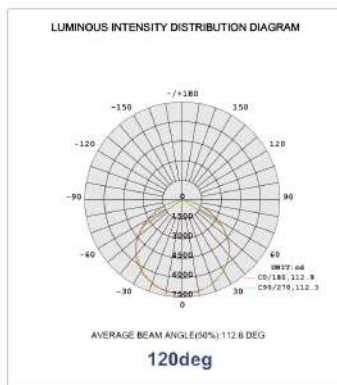 LUMINOUS INTENSITY DISTRIBUTION DIAGRAM
-/+180
-150 150
-120 120
-90 0 90
1500
3000
-60 4500 60
UNIT:cd
6000 C0/180,112.9
-30 30 C90/270,112.3
7500
0
AVERAGE BEAM ANGLE(50%):112.6 DEG
120deg